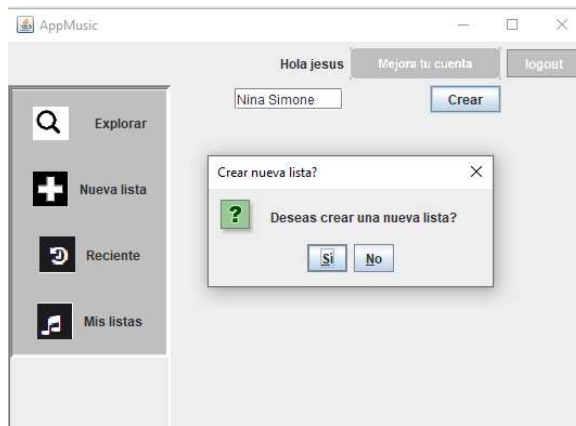 AppMusic
Hola jesus
Mejora tu cuenta
logout
Nina Simone
Crear
Explorar
Nueva lista
Reciente
Mis listas
Crear nueva lista?
Deseas crear una nueva lista?
Si
No